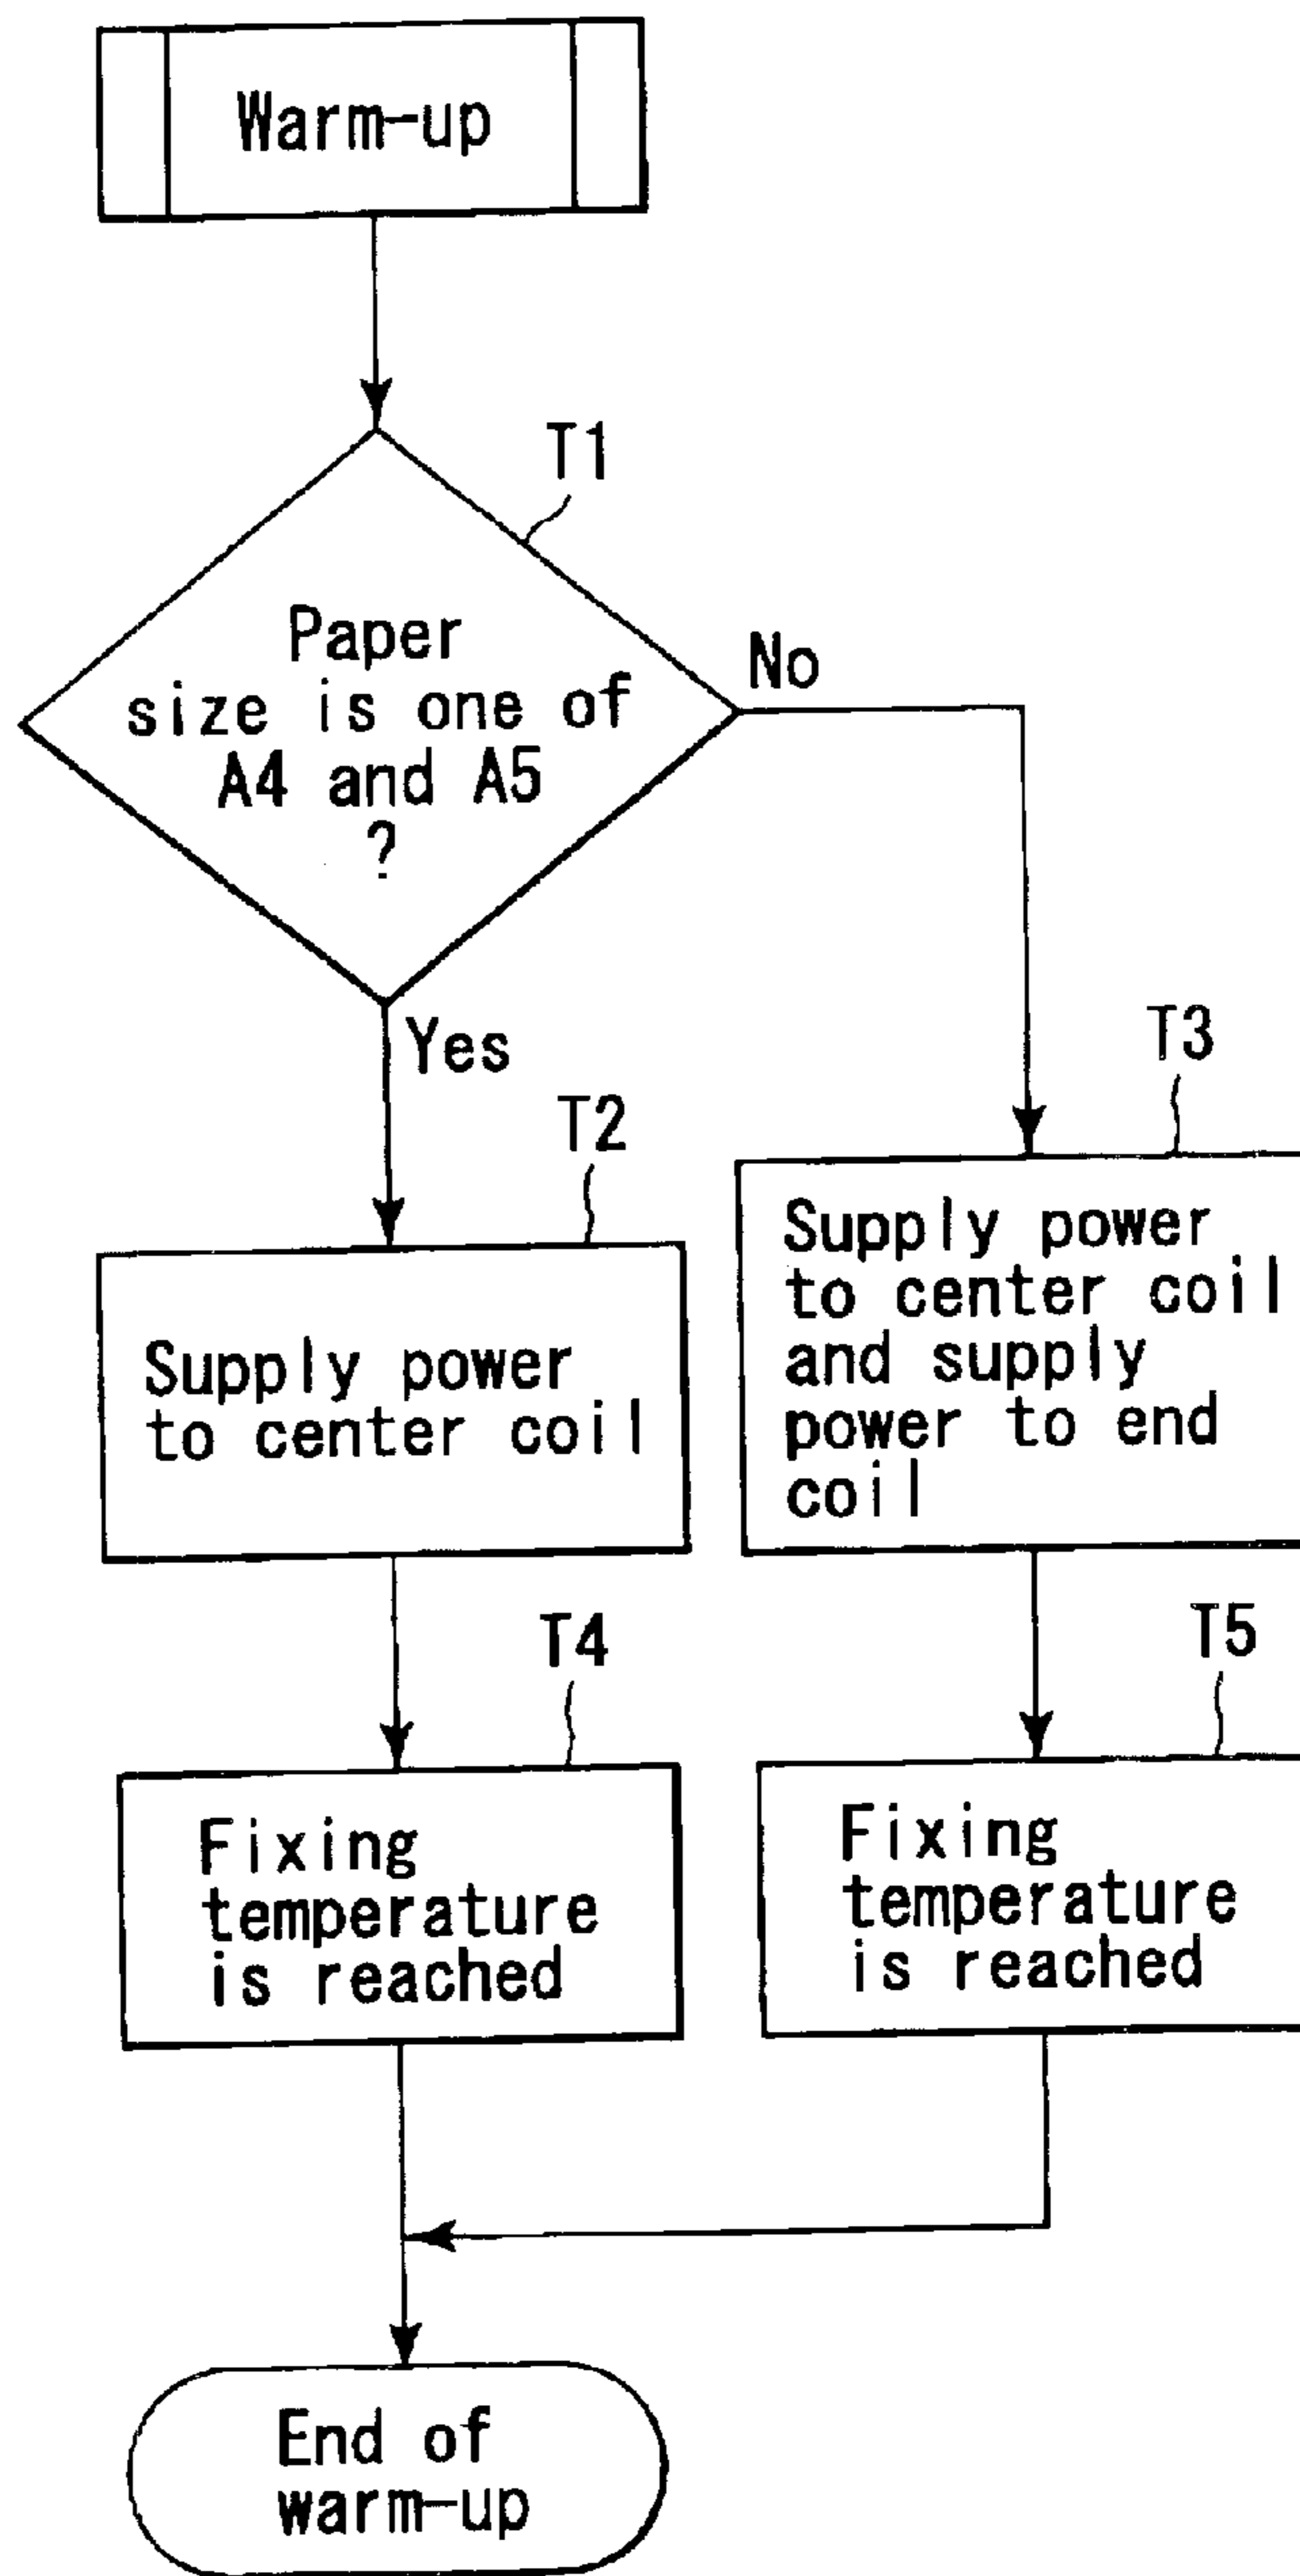 Warm-up
T1
Paper
size is one of
A4 and A5
?
No
Yes
T2
Supply power
to center coil
T3
Supply power
to center coil
and supply
power to end
coil
T4
Fixing
temperature
is reached
T5
Fixing
temperature
is reached
End of
warm-up